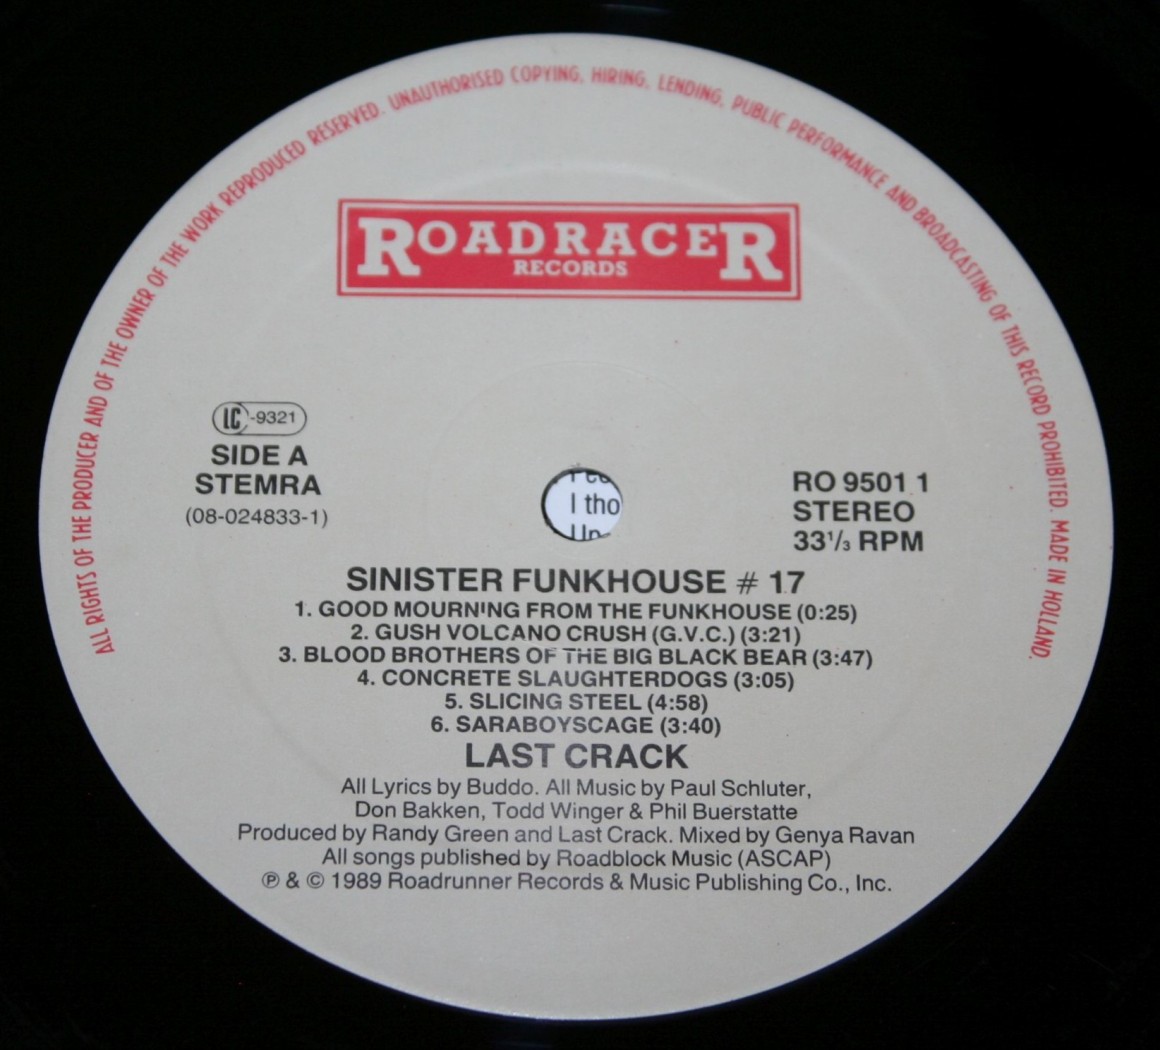 ALL RIGHTS OF THE PRODUCER AND OF THE OWNER OF THE WORK REPRODUCED RESERVED. UNAUTHORISED COPYING, HIRING, LENDING, PUBLIC PERFORMANCE AND BROADCASTING OF THIS RECORD PROHIBITED. MADE IN HOLLAND.
ROADRACER
RECORDS
LC-9321
SIDE A
STEMRA
(08-024833-1)
RO 9501 1
STEREO
33⅓ RPM
I tho
SINISTER FUNKHOUSE # 17
1. GOOD MOURNING FROM THE FUNKHOUSE (0:25)
2. GUSH VOLCANO CRUSH (G.V.C.) (3:21)
3. BLOOD BROTHERS OF THE BIG BLACK BEAR (3:47)
4. CONCRETE SLAUGHTERDOGS (3:05)
5. SLICING STEEL (4:58)
6. SARABOYSCAGE (3:40)
LAST CRACK
All Lyrics by Buddo. All Music by Paul Schluter,
Don Bakken, Todd Winger & Phil Buerstatte
Produced by Randy Green and Last Crack. Mixed by Genya Ravan
All songs published by Roadblock Music (ASCAP)
℗ & © 1989 Roadrunner Records & Music Publishing Co., Inc.